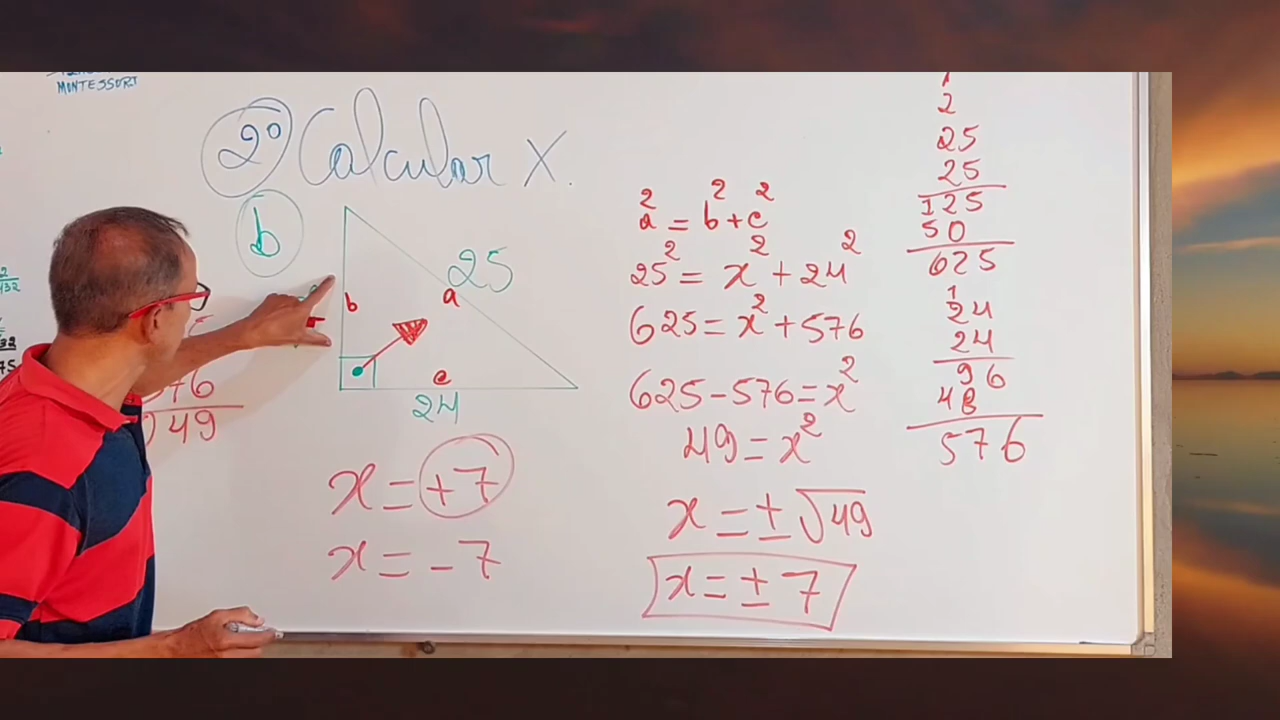 MONTESSORI
2º Calcular X.
b
25
a
b
c
24
x = +7
x = -7
a² = b² + c²
25² = x² + 24²
625 = x² + 576
625 - 576 = x²
49 = x²
x = ± √49
x = ± 7
2
25
25
125
50
625
1
24
24
96
48
576
49